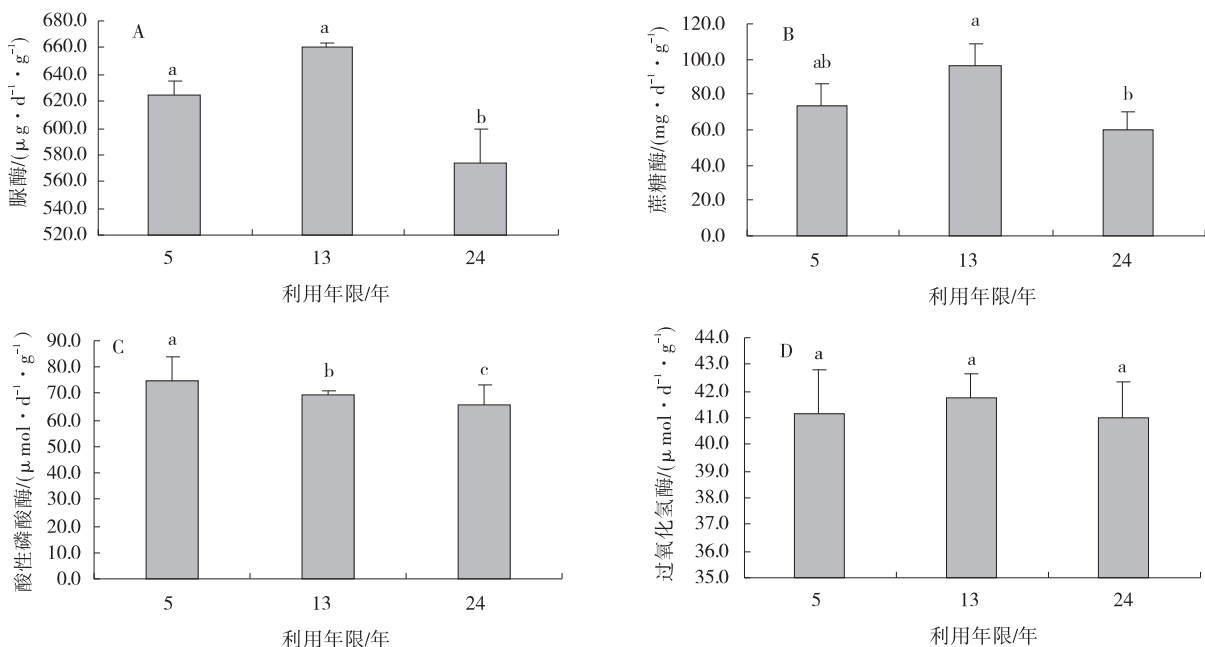 A
脲酶/(μg·d⁻¹·g⁻¹)
680.0
660.0
640.0
620.0
600.0
580.0
560.0
540.0
520.0
a
a
b
5
13
24
利用年限/年
B
蔗糖酶/(mg·d⁻¹·g⁻¹)
120.0
100.0
80.0
60.0
40.0
20.0
0.0
ab
a
b
5
13
24
利用年限/年
C
酸性磷酸酶/(μmol·d⁻¹·g⁻¹)
90.0
80.0
70.0
60.0
50.0
40.0
30.0
20.0
10.0
0.0
a
b
c
5
13
24
利用年限/年
D
过氧化氢酶/(μmol·d⁻¹·g⁻¹)
44.0
43.0
42.0
41.0
40.0
39.0
38.0
37.0
36.0
35.0
a
a
a
5
13
24
利用年限/年